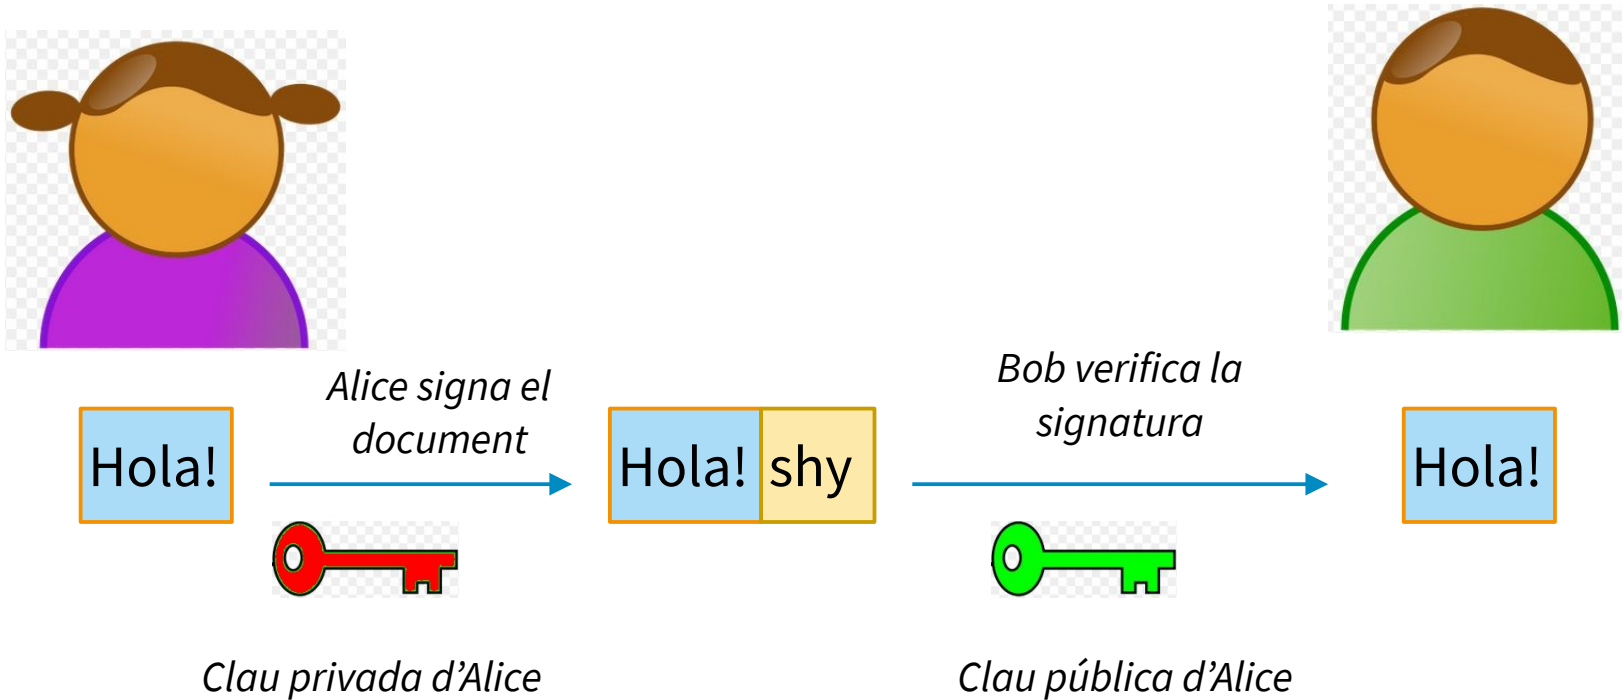 Alice signa el
document
Bob verifica la
signatura
Hola!
Hola! shy
Hola!
Clau privada d’Alice
Clau pública d’Alice